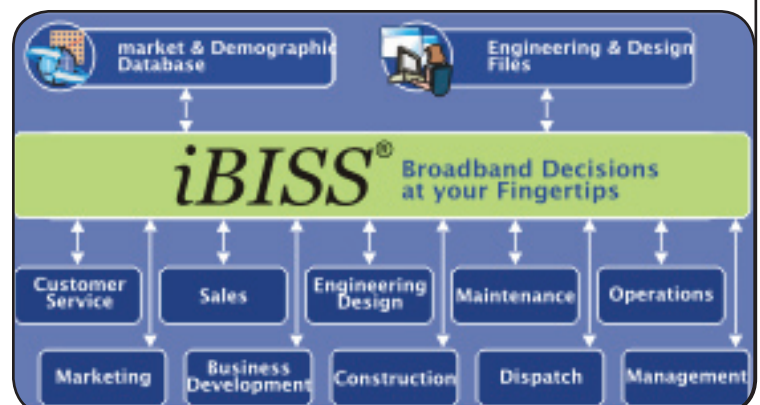 market & Demographic
Database
Engineering & Design
Files
iBISS®
Broadband Decisions
at your Fingertips
Customer
Service
Sales
Engineering
Design
Maintenance
Operations
Marketing
Business
Development
Construction
Dispatch
Management